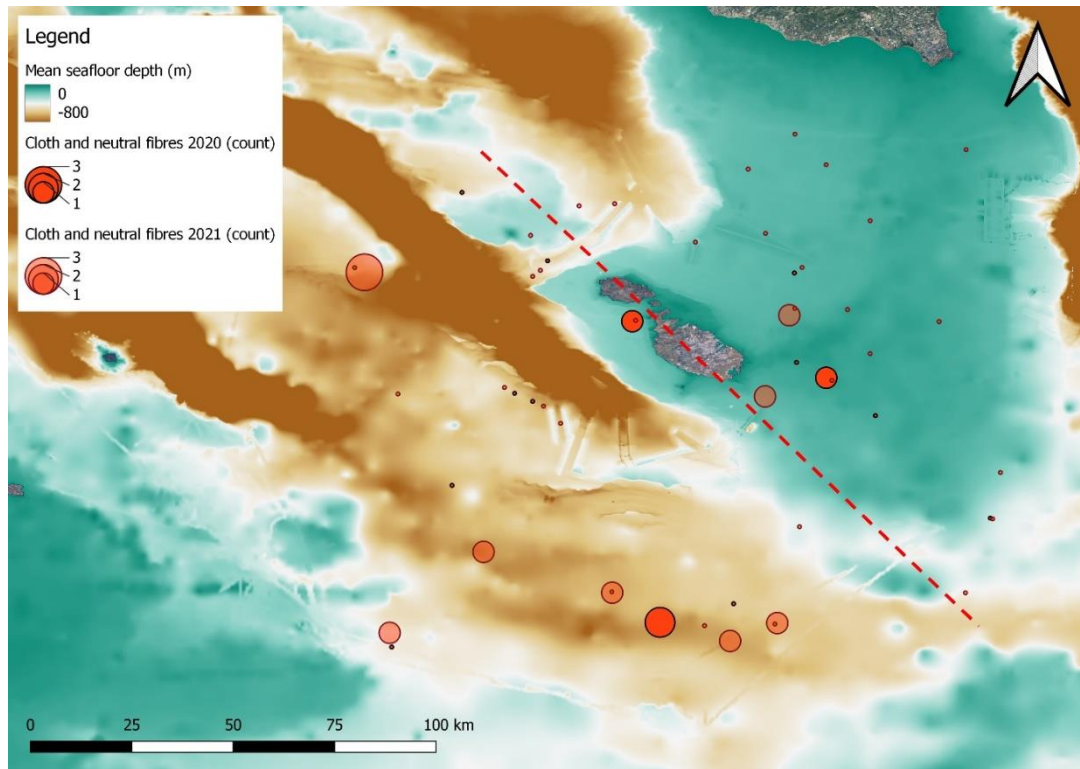 Legend
Mean seafloor depth (m)
0
-800
Cloth and neutral fibres 2020 (count)
3
2
1
Cloth and neutral fibres 2021 (count)
3
2
1
0 25 50 75 100 km